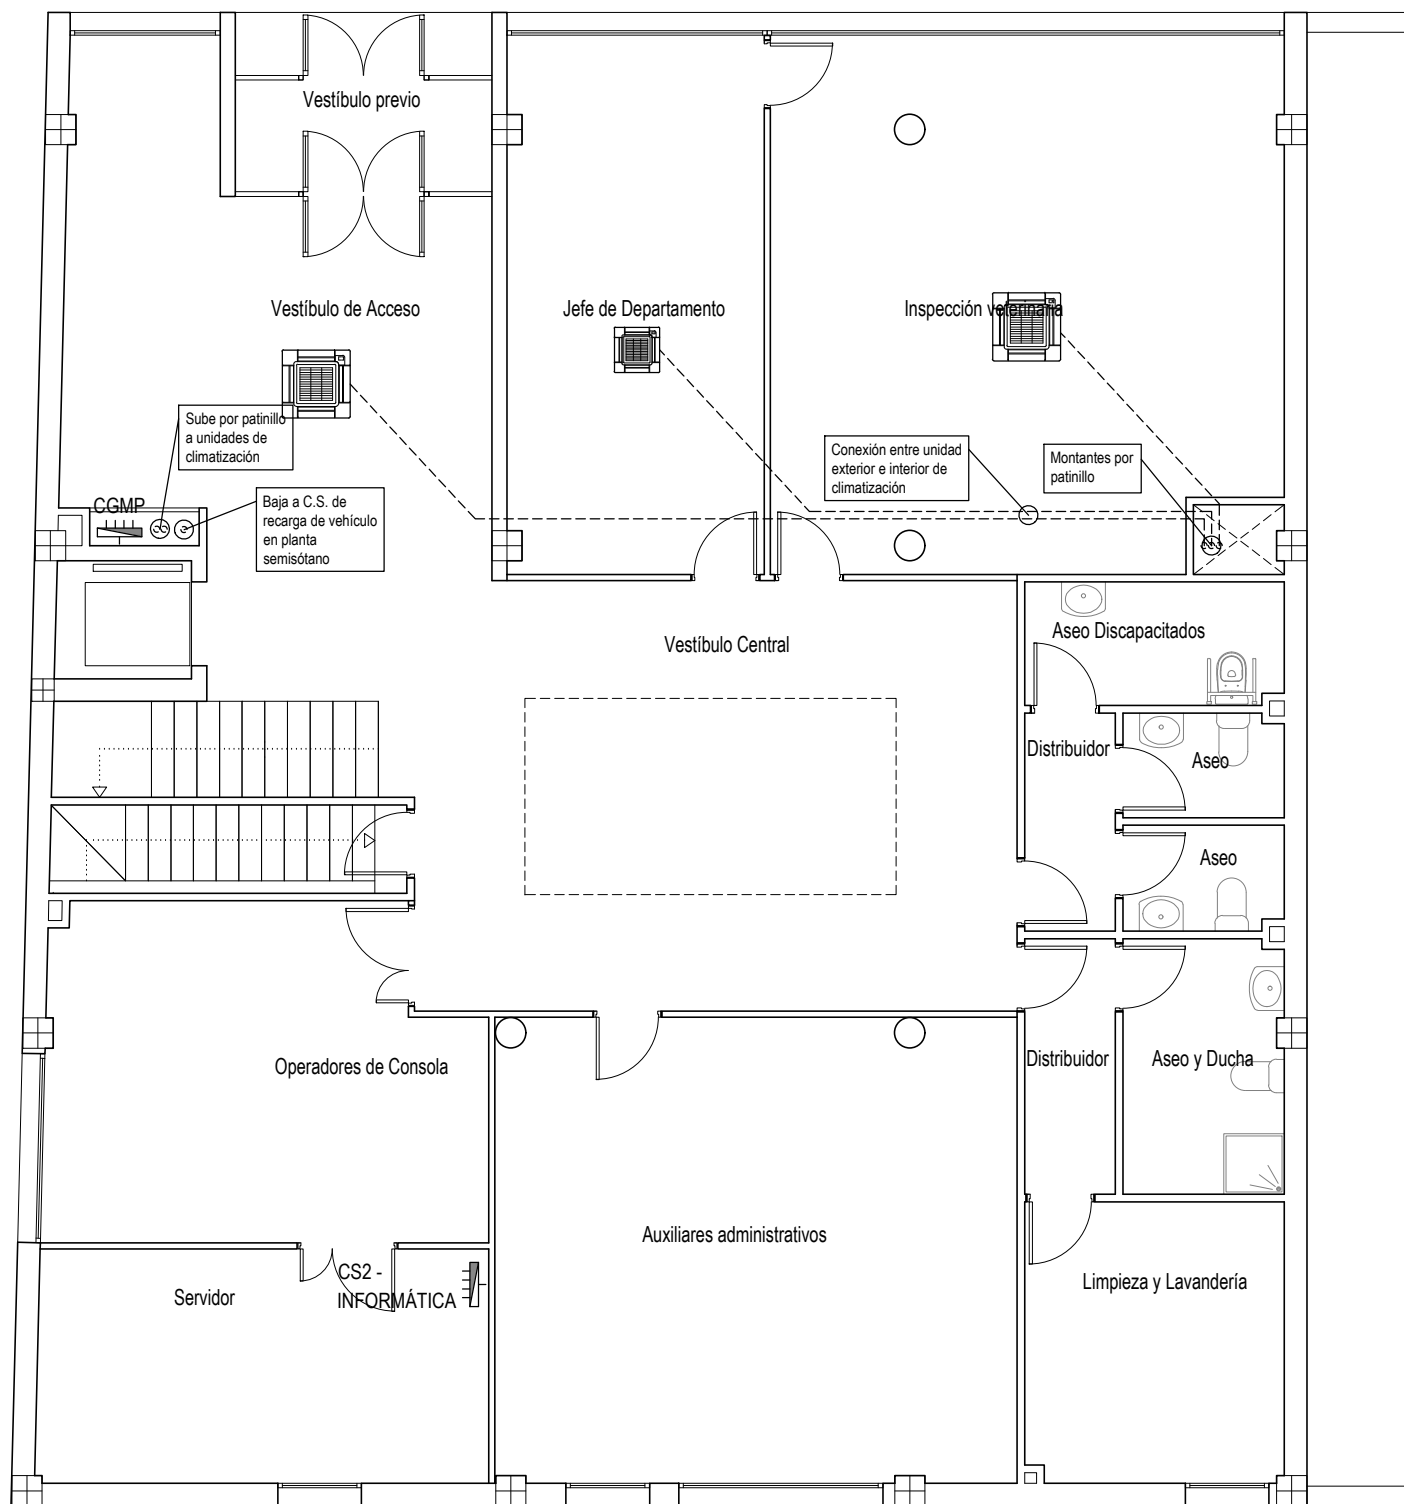 Vestíbulo previo
Vestíbulo de Acceso
Jefe de Departamento
Inspección veterinaria
Sube por patinillo
a unidades de
climatización
Conexión entre unidad
exterior e interior de
climatización
Montantes por
patinillo
CGMP
Baja a C.S. de
recarga de vehículo
en planta
semisótano
Vestíbulo Central
Aseo Discapacitados
Distribuidor
Aseo
Aseo
Operadores de Consola
Distribuidor
Aseo y Ducha
Auxiliares administrativos
CS2 -
INFORMÁTICA
Servidor
Limpieza y Lavandería